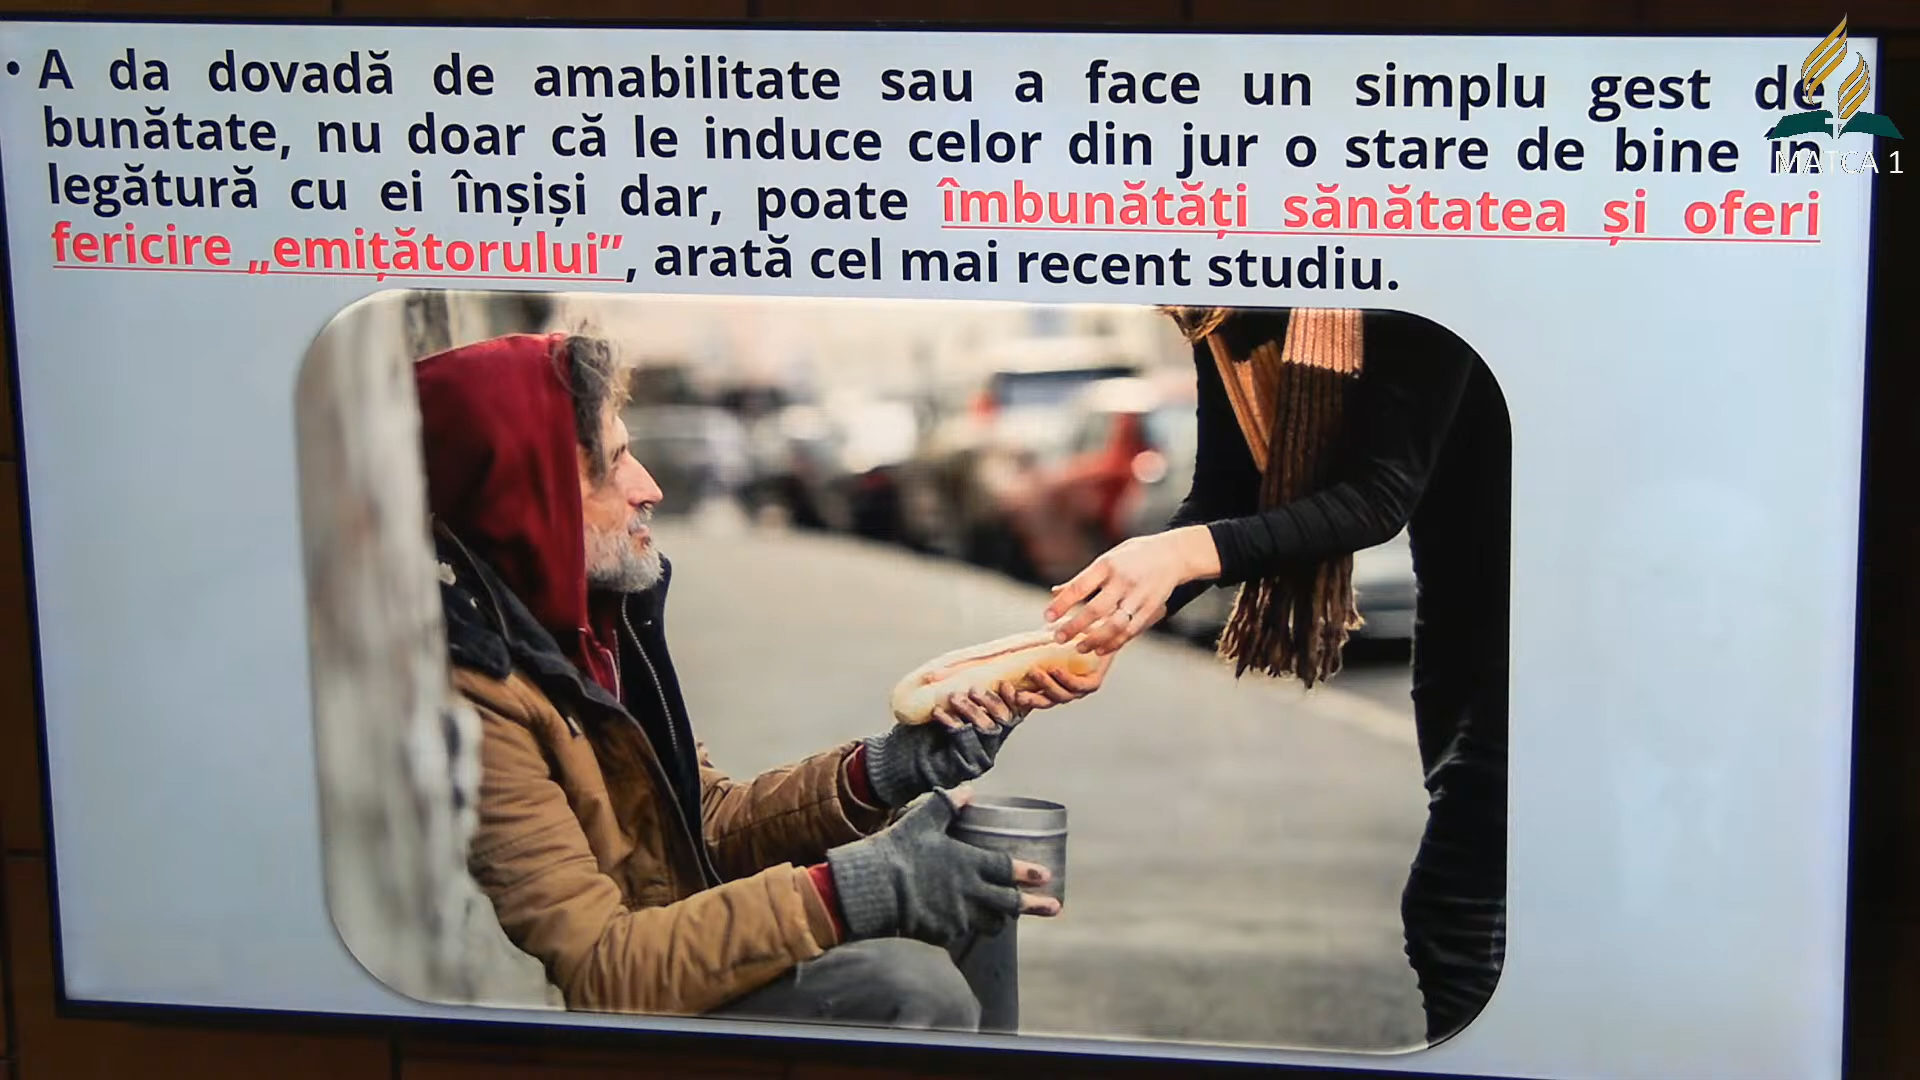 • A da dovadă de amabilitate sau a face un simplu gest de
bunătate, nu doar că le induce celor din jur o stare de bine în
legătură cu ei înșiși dar, poate îmbunătăți sănătatea și oferi
fericire „emițătorului”, arată cel mai recent studiu.
MATCA 1